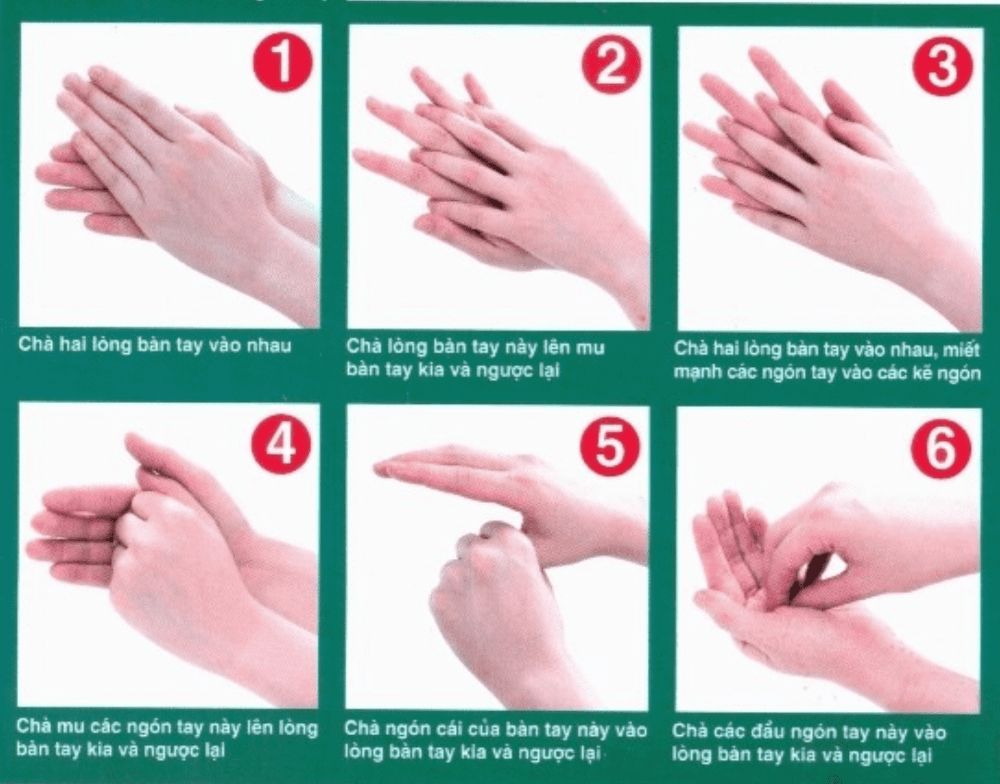 1
2
3
Chà hai lòng bàn tay vào nhau
Chà lòng bàn tay này lên mu
bàn tay kia và ngược lại
Chà hai lòng bàn tay vào nhau, miết
mạnh các ngón tay vào các kẽ ngón
4
5
6
Chà mu các ngón tay này lên lòng
bàn tay kia và ngược lại
Chà ngón cái của bàn tay này vào
lòng bàn tay kia và ngược lại
Chà các đầu ngón tay này vào
lòng bàn tay kia và ngược lại